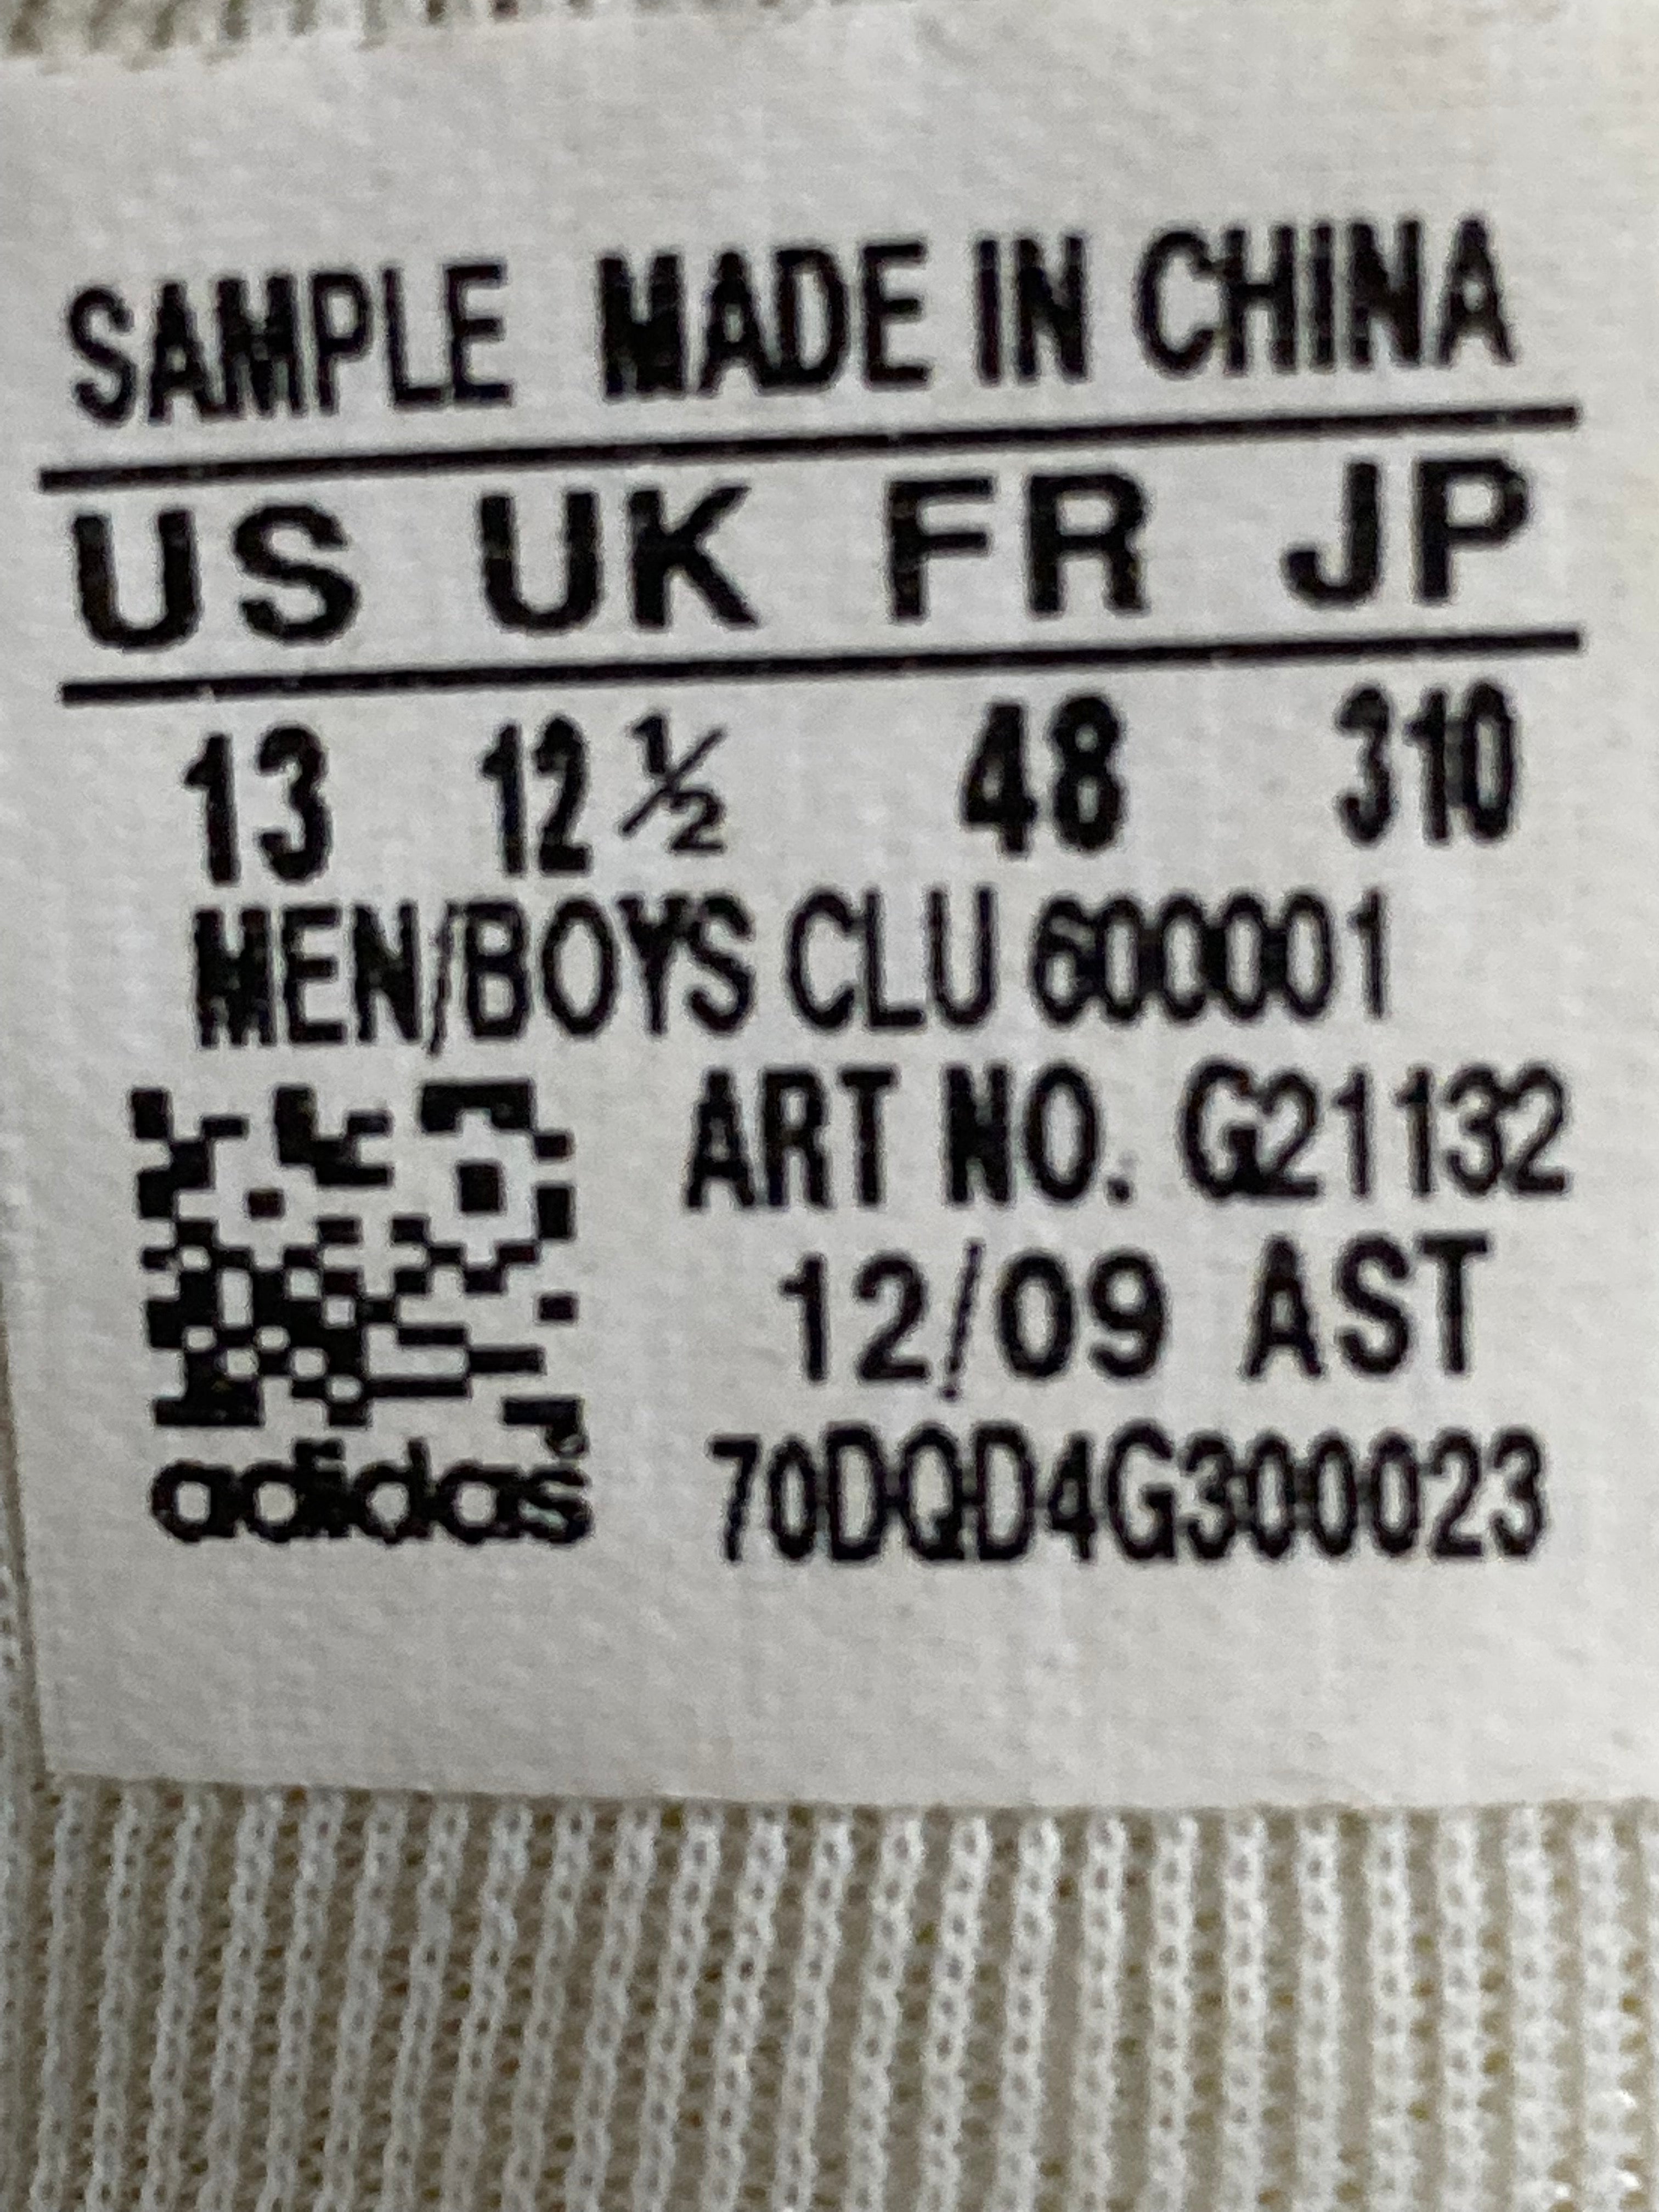 SAMPLE MADE IN CHINA
US UK FR JP
13 12 ½ 48 310
MEN/BOYS CLU 600001
ART NO. G21132
12/09 AST
adidas 70DQD4G300023